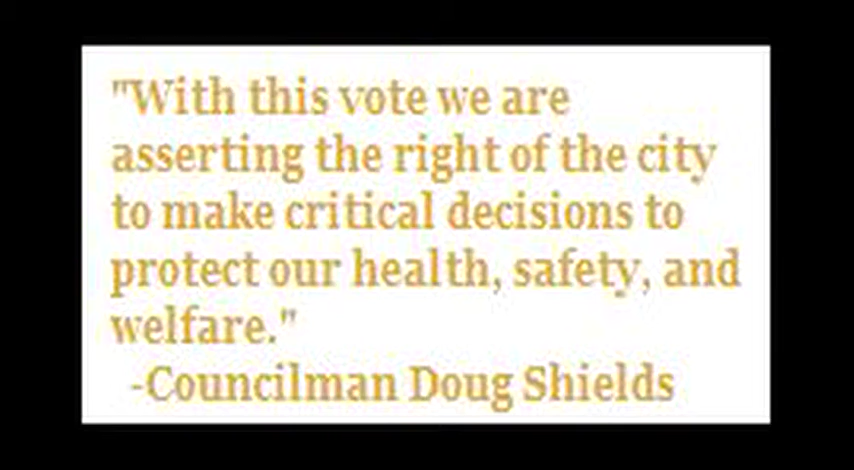 "With this vote we are
asserting the right of the city
to make critical decisions to
protect our health, safety, and
welfare."
-Councilman Doug Shields